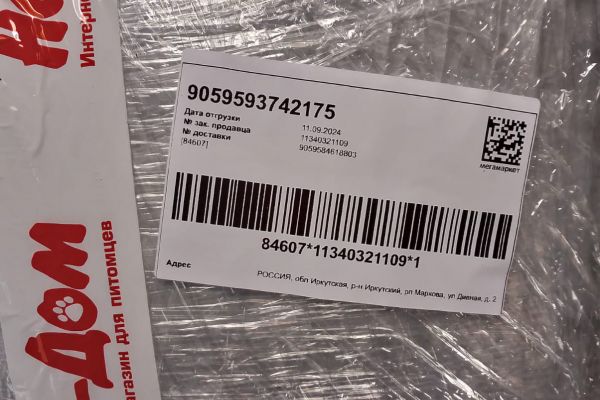 Интерн
9059593742175
Дата отгрузки 11.09.2024
№ зак. продавца 11340321109
№ доставки 9059584618803
[84607]
мегамаркет
84607*11340321109*1
Адрес
РОССИЯ, обл Иркутская, р-н Иркутский, рп Маркова, ул Дивная, д. 2
-Дом
агазин для питомцев